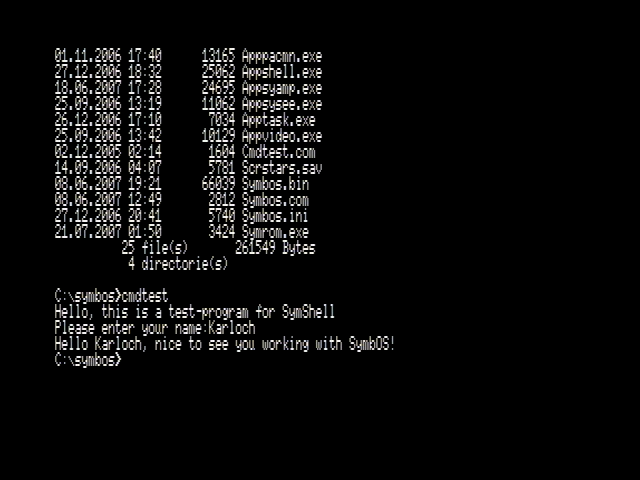 01.11.2006 17:40 13165 Apppacmn.exe
27.12.2006 18:32 25062 Appshell.exe
18.06.2007 17:28 24695 Appsyamp.exe
25.09.2006 13:19 11062 Appsysee.exe
26.12.2006 17:10 7034 Apptask.exe
25.09.2006 13:42 10129 Appvideo.exe
02.12.2005 02:14 1604 Cmdtest.com
14.09.2006 04:07 5781 Scrstars.sav
08.06.2007 19:21 66039 Symbos.bin
08.06.2007 12:49 2812 Symbos.com
27.12.2006 20:41 5740 Symbos.ini
21.07.2007 01:50 3424 Symrom.exe
25 file(s) 261549 Bytes
4 directorie(s)
C:\symbos>cmdtest
Hello, this is a test-program for SymShell
Please enter your name:Karloch
Hello Karloch, nice to see you working with SymbOS!
C:\symbos>